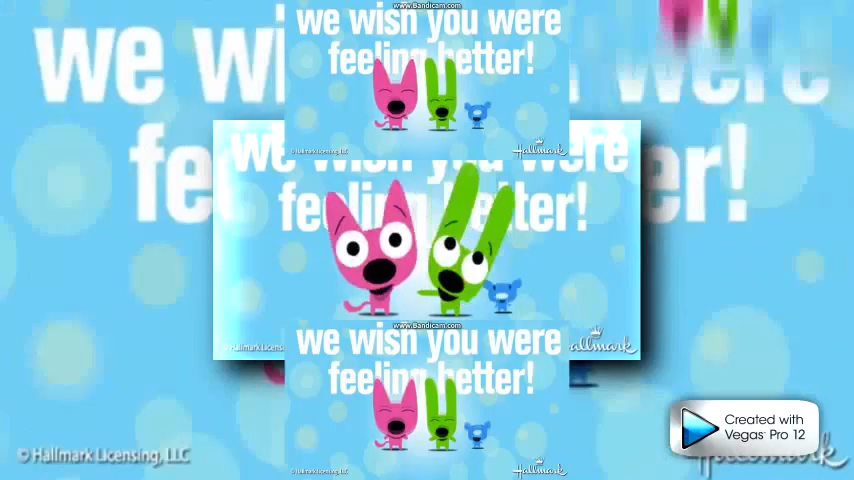 www.Bandicam.com
we wish you were
feeling better!
© Hallmark Licensing, LLC
Hallmark
we wish you were
feeling better!
we wish you were
feeling better!
© Hallmark Licensing
Hallmark
www.Bandicam.com
we wish you were
feeling better!
© Hallmark Licensing, LLC
Hallmark
Created with
Vegas Pro 12
© Hallmark Licensing, LLC
Hallmark